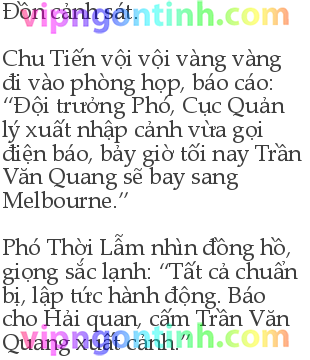 vipngontinh.com
Đồn cảnh sát.
Chu Tiến vội vội vàng vàng
đi vào phòng họp, báo cáo:
“Đội trưởng Phó, Cục Quản
lý xuất nhập cảnh vừa gọi
điện báo, bảy giờ tối nay Trần
Văn Quang sẽ bay sang
Melbourne.”
Phó Thời Lẫm nhìn đồng hồ,
giọng sắc lạnh: “Tất cả chuẩn
bị, lập tức hành động. Báo
cho Hải quan, cấm Trần Văn
Quang xuất cảnh.”
vipngontinh.com